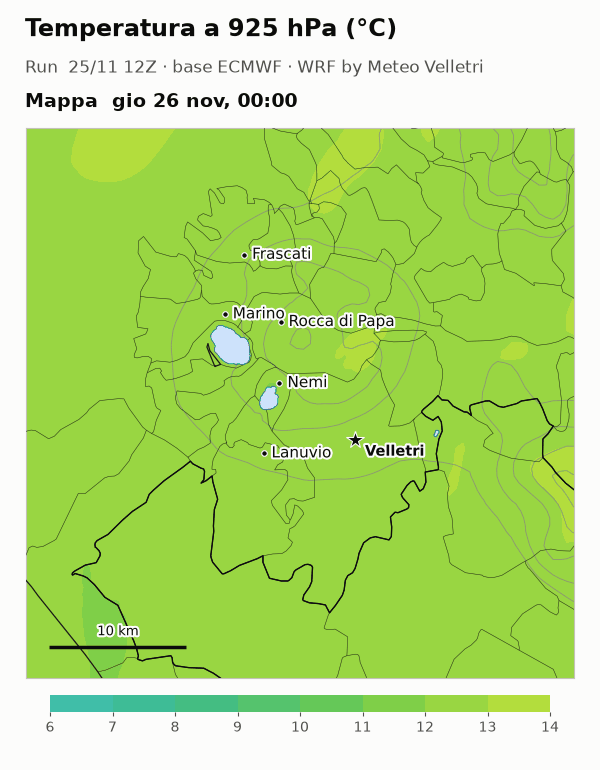 Temperatura a 925 hPa (°C)
Run  25/11 12Z · base ECMWF · WRF by Meteo Velletri
Mappa  gio 26 nov, 00:00
Frascati
Marino
Rocca di Papa
Nemi
Velletri
Lanuvio
10 km
6 7 8 9 10 11 12 13 14